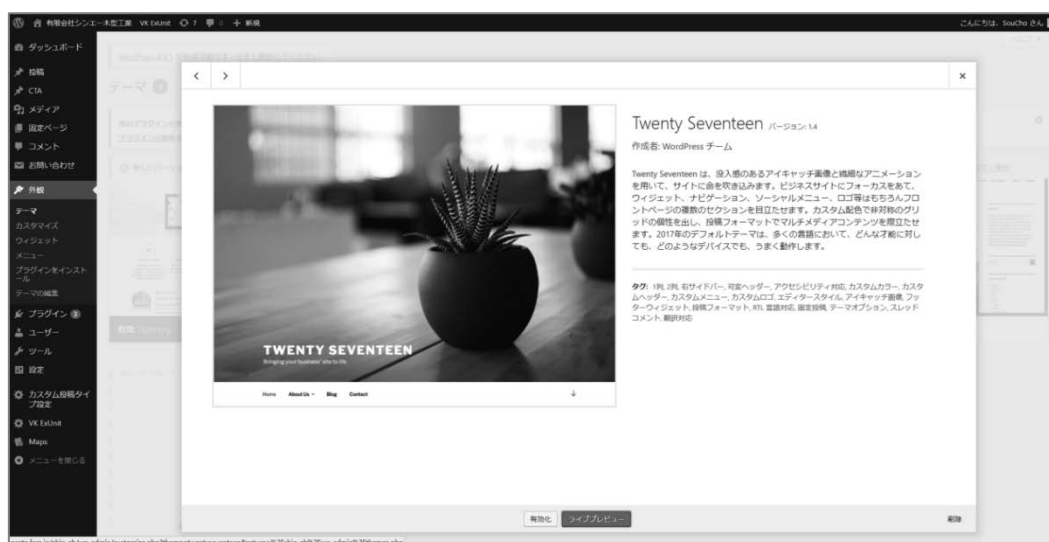 有限会社シンエー木型工業 VK ExUnit 7 0 新規
こんにちは、SouCho さん
ダッシュボード
投稿
CTA
メディア
固定ページ
コメント
お問い合わせ
外観
テーマ
カスタマイズ
ウィジェット
メニュー
プラグインをインストール
テーマの編集
プラグイン
ユーザー
ツール
設定
カスタム投稿タイプ設定
VK ExUnit
Maps
メニューを閉じる
テーマ
TWENTY SEVENTEEN
Bringing your business' site to life
Home About Us Blog Contact
Twenty Seventeen バージョン: 1.4
作成者: WordPress チーム
Twenty Seventeen は、没入感のあるアイキャッチ画像と繊細なアニメーション
を用いて、サイトに命を吹き込みます。ビジネスサイトにフォーカスをあて、
ウィジェット、ナビゲーション、ソーシャルメニュー、ロゴ等はもちろんフロ
ントページの複数のセクションを目立たせます。カスタム配色で非対称のグリ
ッドの個性を出し、投稿フォーマットでマルチメディアコンテンツを際立たせ
ます。2017年のデフォルトテーマは、多くの言語において、どんな才能に対し
ても、どのようなデバイスでも、うまく動作します。
タグ: 1列, 2列, 右サイドバー, 可変ヘッダー, アクセシビリティ対応, カスタムカラー, カスタ
ムヘッダー, カスタムメニュー, カスタムロゴ, エディタースタイル, アイキャッチ画像, フッ
ターウィジェット, 投稿フォーマット, RTL 言語対応, 固定投稿, テーマオプション, スレッド
コメント, 翻訳対応
有効化 ライブプレビュー 削除